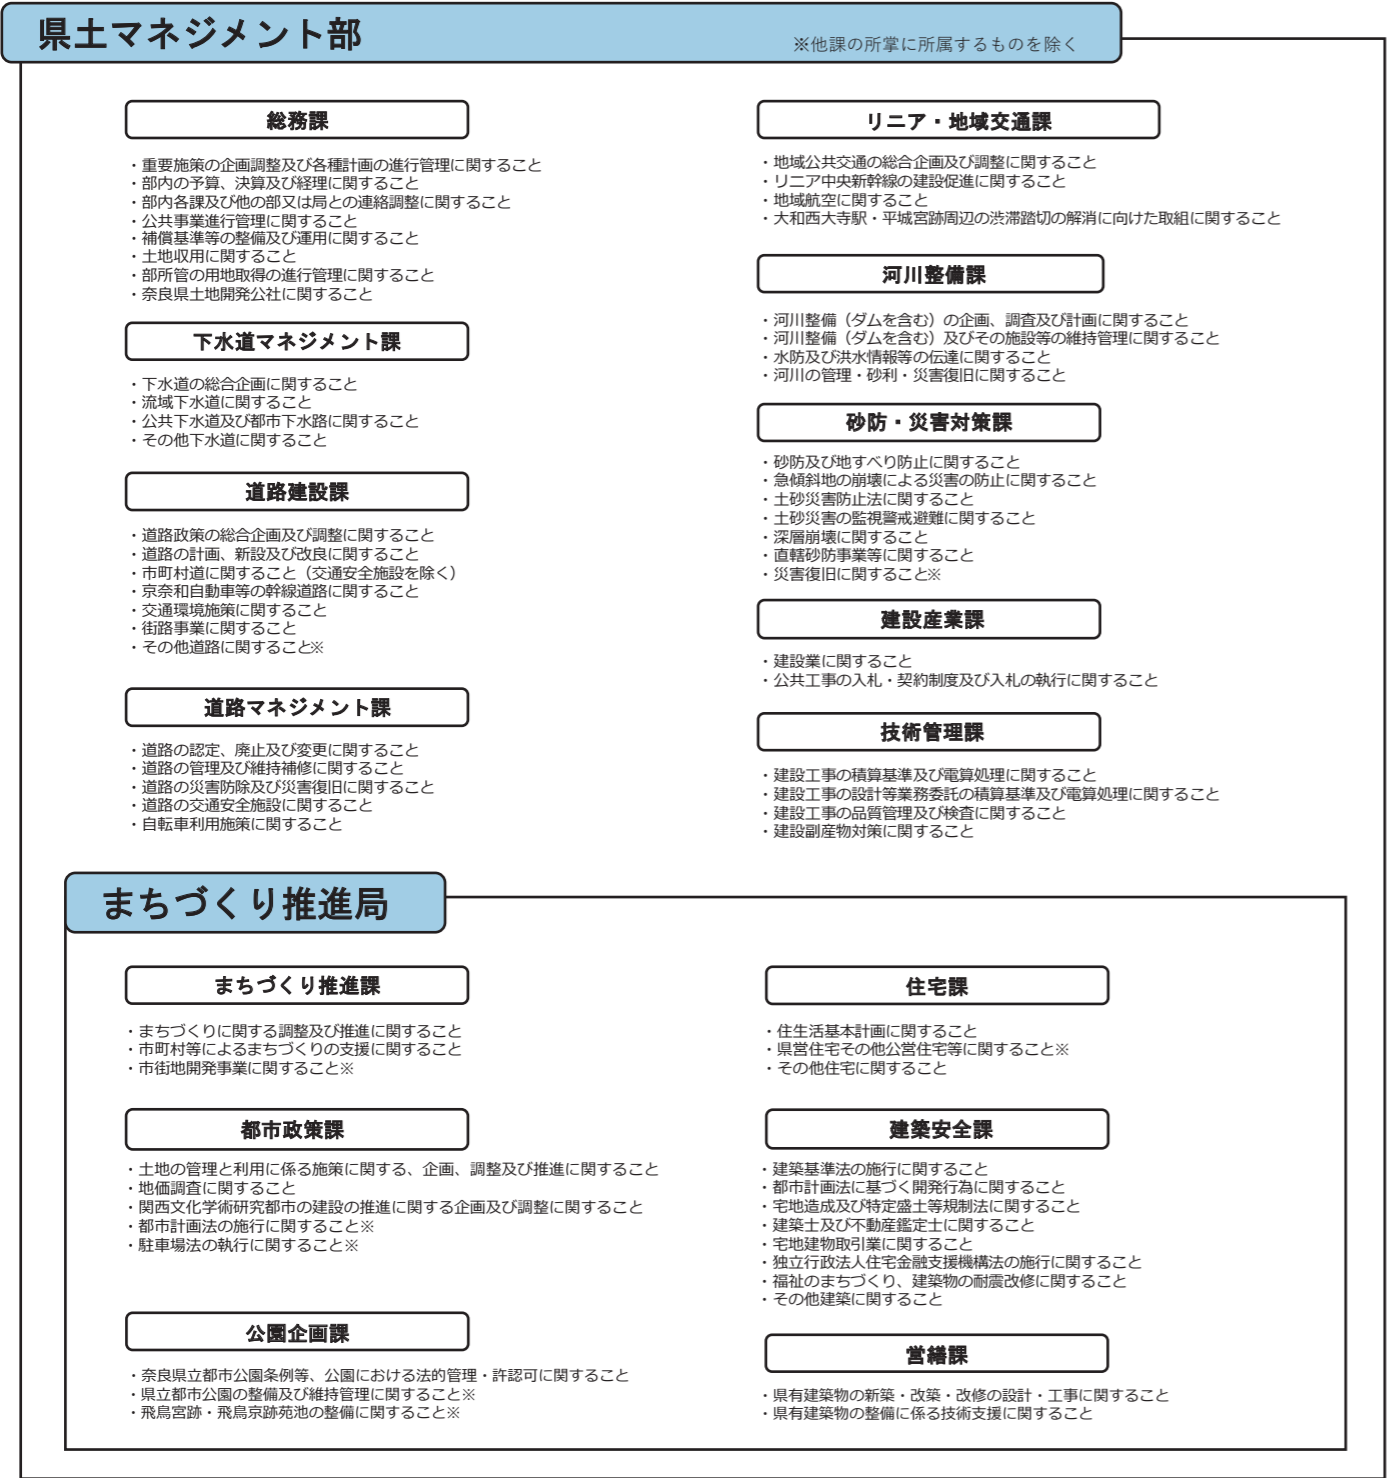 県土マネジメント部
※他課の所掌に所属するものを除く
総務課
・重要施策の企画調整及び各種計画の進行管理に関すること
・部内の予算、決算及び経理に関すること
・部内各課及び他の部又は局との連絡調整に関すること
・公共事業進行管理に関すること
・補償基準等の整備及び運用に関すること
・土地収用に関すること
・部所管の用地取得の進行管理に関すること
・奈良県土地開発公社に関すること
下水道マネジメント課
・下水道の総合企画に関すること
・流域下水道に関すること
・公共下水道及び都市下水路に関すること
・その他下水道に関すること
道路建設課
・道路政策の総合企画及び調整に関すること
・道路の計画、新設及び改良に関すること
・市町村道に関すること（交通安全施設を除く）
・京奈和自動車等の幹線道路に関すること
・交通環境施策に関すること
・街路事業に関すること
・その他道路に関すること※
道路マネジメント課
・道路の認定、廃止及び変更に関すること
・道路の管理及び維持補修に関すること
・道路の災害防除及び災害復旧に関すること
・道路の交通安全施設に関すること
・自転車利用施策に関すること
リニア・地域交通課
・地域公共交通の総合企画及び調整に関すること
・リニア中央新幹線の建設促進に関すること
・地域航空に関すること
・大和西大寺駅・平城宮跡周辺の渋滞踏切の解消に向けた取組に関すること
河川整備課
・河川整備（ダムを含む）の企画、調査及び計画に関すること
・河川整備（ダムを含む）及びその施設等の維持管理に関すること
・水防及び洪水情報等の伝達に関すること
・河川の管理・砂利・災害復旧に関すること
砂防・災害対策課
・砂防及び地すべり防止に関すること
・急傾斜地の崩壊による災害の防止に関すること
・土砂災害防止法に関すること
・土砂災害の監視警戒避難に関すること
・深層崩壊に関すること
・直轄砂防事業等に関すること
・災害復旧に関すること※
建設産業課
・建設業に関すること
・公共工事の入札・契約制度及び入札の執行に関すること
技術管理課
・建設工事の積算基準及び電算処理に関すること
・建設工事の設計等業務委託の積算基準及び電算処理に関すること
・建設工事の品質管理及び検査に関すること
・建設副産物対策に関すること
まちづくり推進局
まちづくり推進課
・まちづくりに関する調整及び推進に関すること
・市町村等によるまちづくりの支援に関すること
・市街地開発事業に関すること※
都市政策課
・土地の管理と利用に係る施策に関する、企画、調整及び推進に関すること
・地価調査に関すること
・関西文化学術研究都市の建設の推進に関する企画及び調整に関すること
・都市計画法の施行に関すること※
・駐車場法の執行に関すること※
公園企画課
・奈良県立都市公園条例等、公園における法的管理・許認可に関すること
・県立都市公園の整備及び維持管理に関すること※
・飛鳥宮跡・飛鳥京跡苑池の整備に関すること※
住宅課
・住生活基本計画に関すること
・県営住宅その他公営住宅等に関すること※
・その他住宅に関すること
建築安全課
・建築基準法の施行に関すること
・都市計画法に基づく開発行為に関すること
・宅地造成及び特定盛土等規制法に関すること
・建築士及び不動産鑑定士に関すること
・宅地建物取引業に関すること
・独立行政法人住宅金融支援機構法の施行に関すること
・福祉のまちづくり、建築物の耐震改修に関すること
・その他建築に関すること
営繕課
・県有建築物の新築・改築・改修の設計・工事に関すること
・県有建築物の整備に係る技術支援に関すること